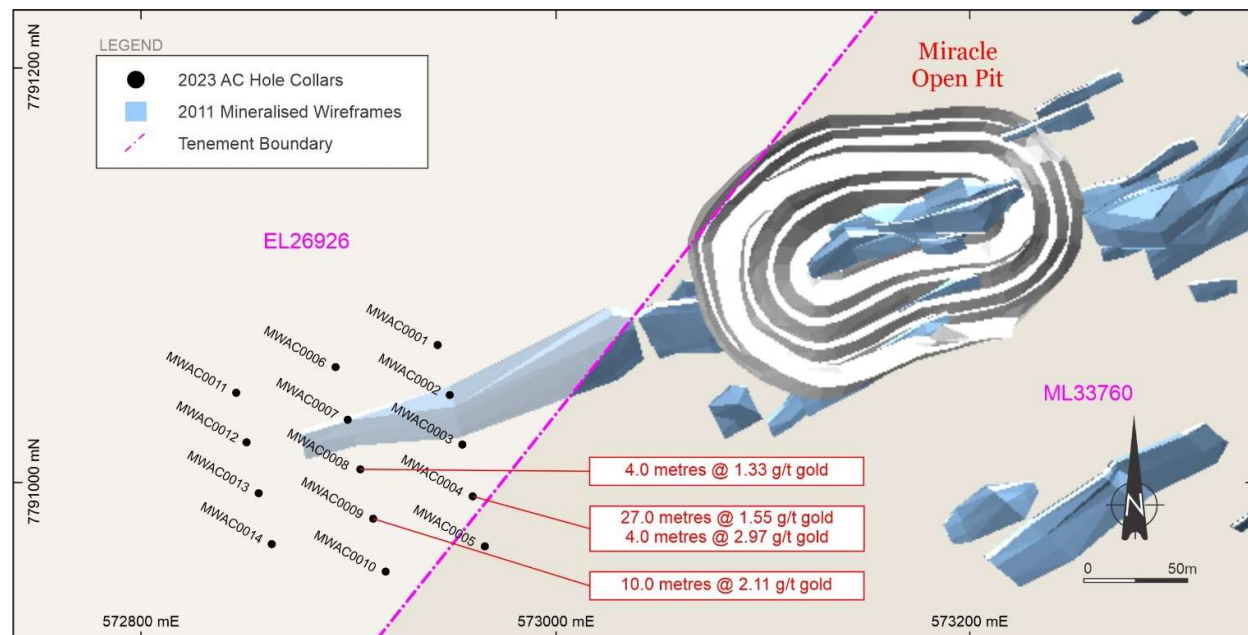 7791200 mN
LEGEND
2023 AC Hole Collars
2011 Mineralised Wireframes
Tenement Boundary
Miracle
Open Pit
EL26926
MWAC0001
MWAC0006
MWAC0002
MWAC0011
MWAC0007
MWAC0003
MWAC0012
MWAC0008
MWAC0004
MWAC0013
MWAC0009
MWAC0005
MWAC0014
MWAC0010
ML33760
7791000 mN
4.0 metres @ 1.33 g/t gold
27.0 metres @ 1.55 g/t gold
4.0 metres @ 2.97 g/t gold
10.0 metres @ 2.11 g/t gold
N
0 50m
572800 mE
573000 mE
573200 mE